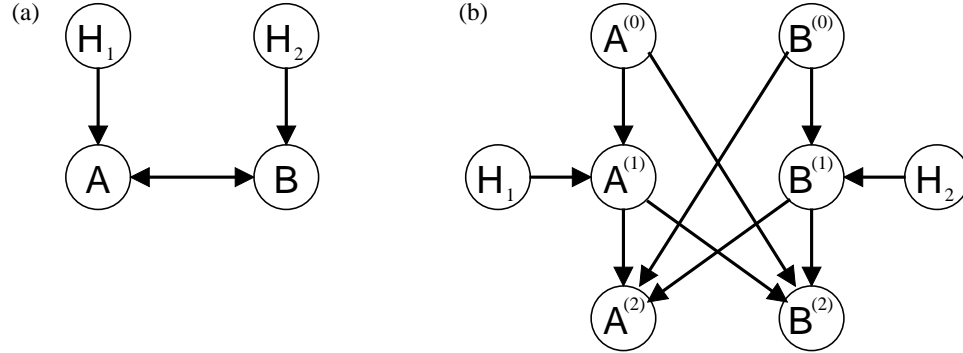 (a)
H₁ H₂
A B
(b)
A⁽⁰⁾ B⁽⁰⁾
H₁ A⁽¹⁾ B⁽¹⁾ H₂
A⁽²⁾ B⁽²⁾